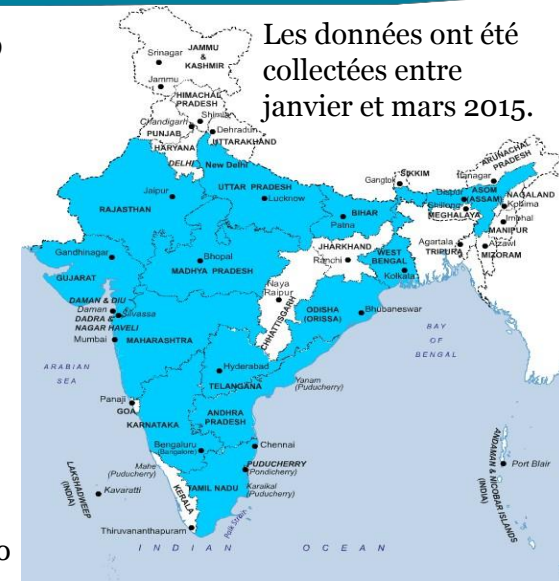 Les données ont été
collectées entre
janvier et mars 2015.
Srinagar
JAMMU
&
KASHMIR
Jammu
HIMACHAL
PRADESH
Shimla
Chandigarh
PUNJAB
Dehradun
UTTARAKHAND
HARYANA
DELHI
New Delhi
ARUNACHAL
PRADESH
SIKKIM
Gangtok
Itanagar
Dispur
ASOM
(ASSAM)
NAGALAND
Kohima
Shillong
MEGHALAYA
Imphal
MANIPUR
Agartala
TRIPURA
Aizawl
MIZORAM
Jaipur
RAJASTHAN
UTTAR PRADESH
Lucknow
BIHAR
Patna
JHARKHAND
Ranchi
WEST
BENGAL
Kolkata
Gandhinagar
GUJARAT
Bhopal
MADHYA PRADESH
Naya
Raipur
CHHATTISGARH
ODISHA
(ORISSA)
Bhubaneswar
DAMAN & DIU
Daman
Silvassa
DADRA &
NAGAR HAVELI
Mumbai
MAHARASHTRA
BAY
OF
BENGAL
ARABIAN
SEA
Hyderabad
TELANGANA
Yanam
(Puducherry)
Panaji
GOA
KARNATAKA
ANDHRA
PRADESH
Bengaluru
(Bangalore)
Chennai
Mahe
(Puducherry)
PUDUCHERRY
(Pondicherry)
Karaikal
(Puducherry)
TAMIL NADU
KERALA
LAKSHADWEEP
(INDIA)
Kavaratti
Thiruvananthapuram
Palk Strait
ANDAMAN & NICOBAR ISLANDS
(INDIA)
Port Blair
INDIAN OCEAN